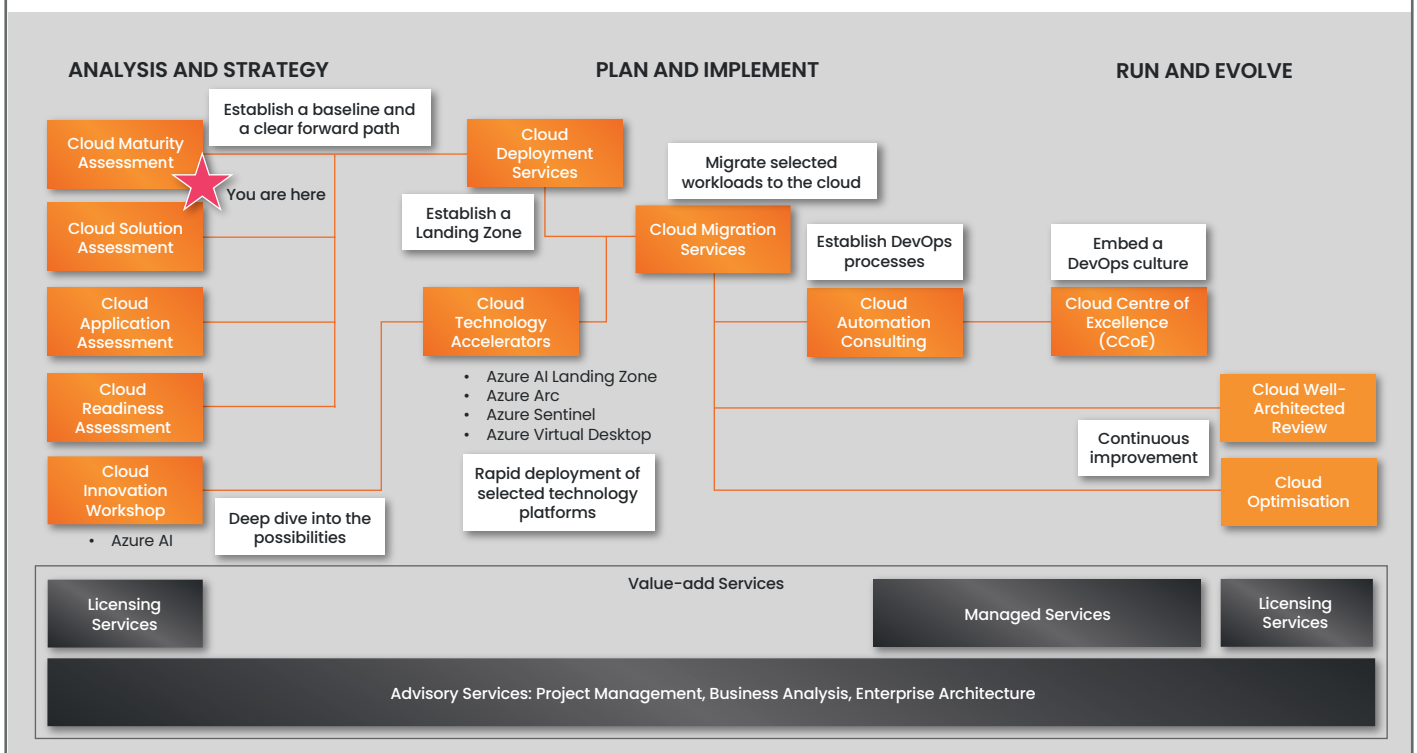 ANALYSIS AND STRATEGY
PLAN AND IMPLEMENT
RUN AND EVOLVE
Establish a baseline and
a clear forward path
Cloud Maturity
Assessment
You are here
Cloud Solution
Assessment
Cloud
Application
Assessment
Cloud
Readiness
Assessment
Cloud
Innovation
Workshop
• Azure AI
Deep dive into the
possibilities
Cloud
Deployment
Services
Establish a
Landing Zone
Cloud
Technology
Accelerators
• Azure AI Landing Zone
• Azure Arc
• Azure Sentinel
• Azure Virtual Desktop
Rapid deployment of
selected technology
platforms
Migrate selected
workloads to the cloud
Cloud Migration
Services
Establish DevOps
processes
Cloud
Automation
Consulting
Embed a
DevOps culture
Cloud Centre of
Excellence
(CCoE)
Cloud Well-
Architected
Review
Continuous
improvement
Cloud
Optimisation
Value-add Services
Licensing
Services
Managed Services
Licensing
Services
Advisory Services: Project Management, Business Analysis, Enterprise Architecture